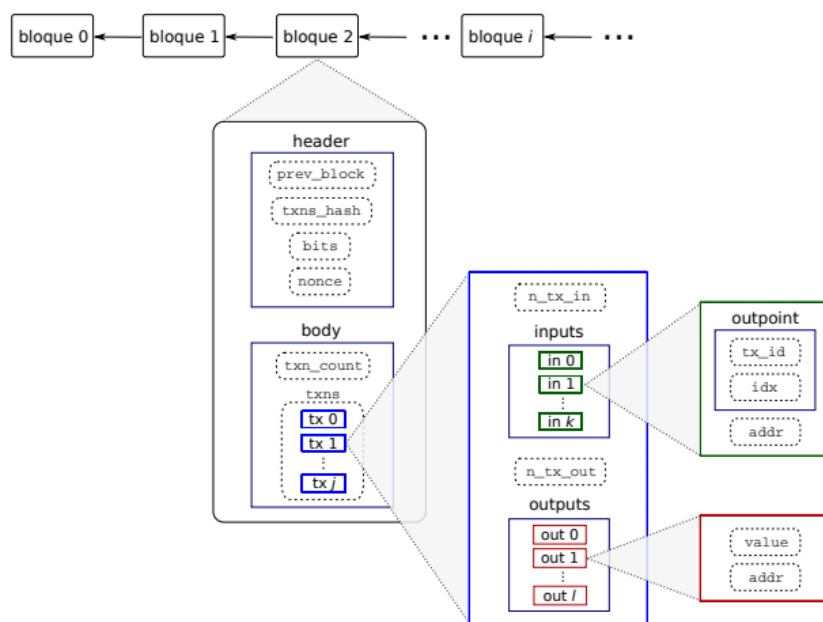 bloque 0
bloque 1
bloque 2
...
bloque i
...
header
prev_block
txns_hash
bits
nonce
body
txn_count
txns
tx 0
tx 1
⋮
tx j
n_tx_in
inputs
in 0
in 1
⋮
in k
n_tx_out
outputs
out 0
out 1
⋮
out l
outpoint
tx_id
idx
addr
value
addr